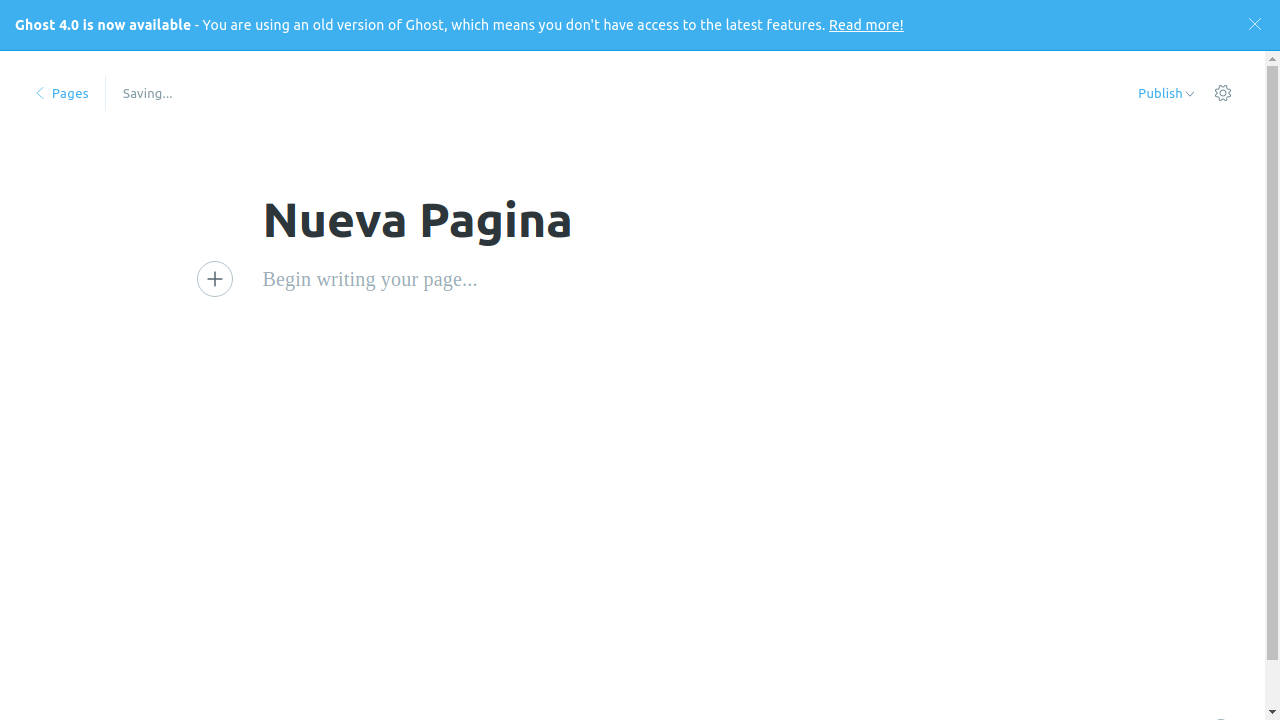 Ghost 4.0 is now available - You are using an old version of Ghost, which means you don't have access to the latest features. Read more!
Pages
Saving...
Publish
Nueva Pagina
Begin writing your page...